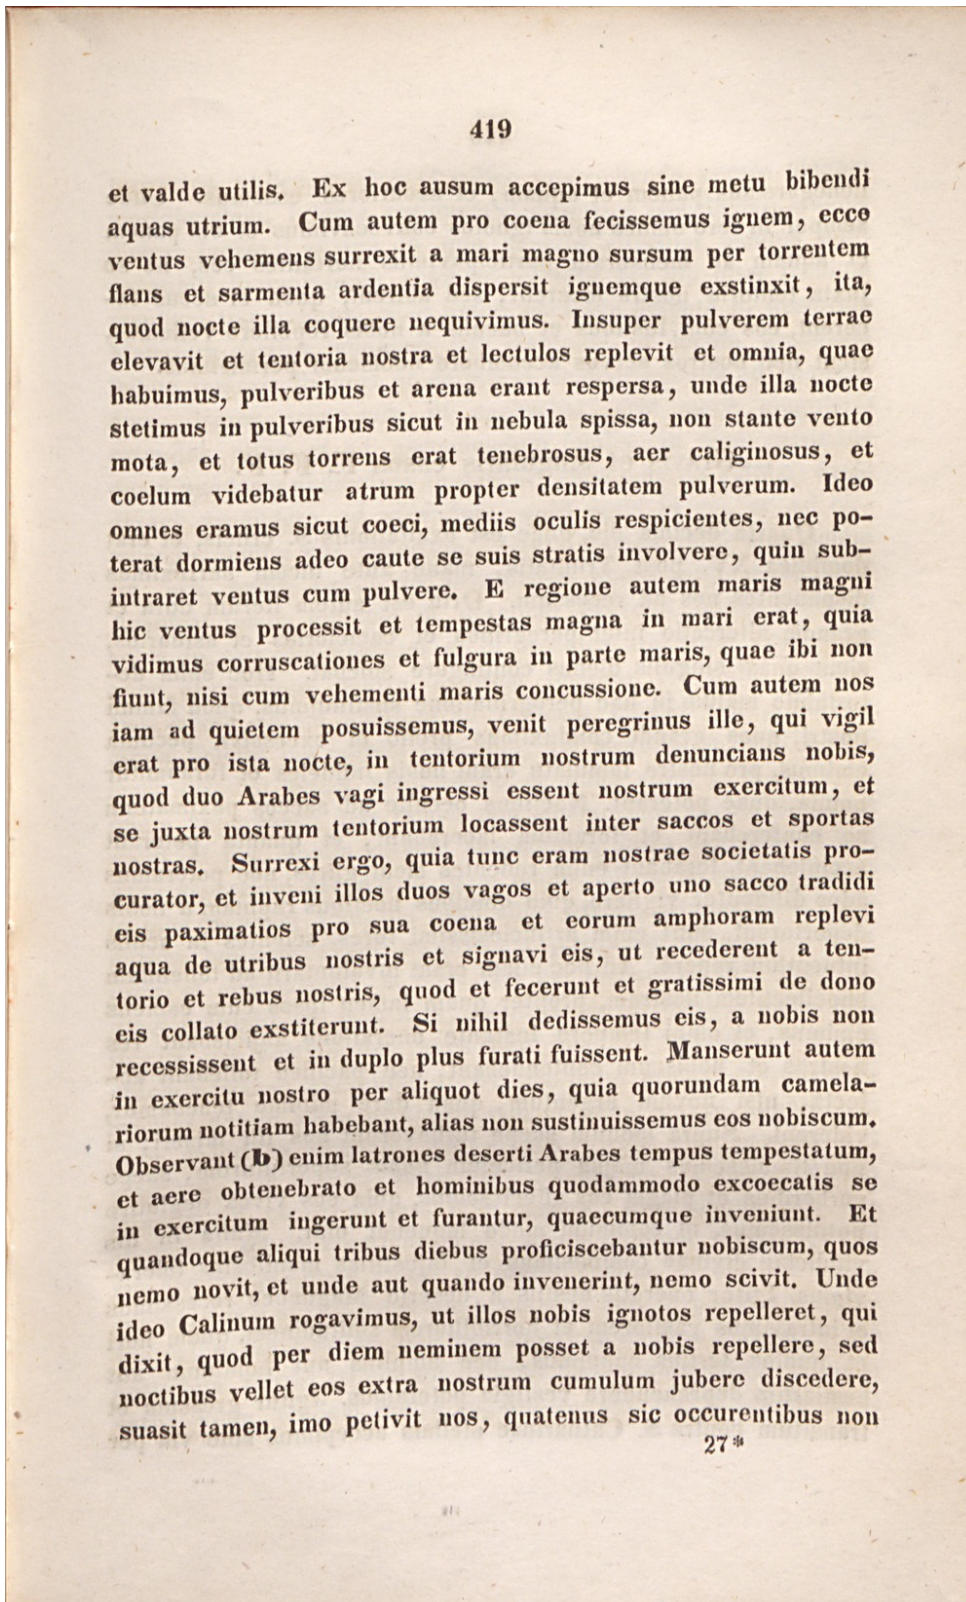 419
et valde utilis. Ex hoc ausum accepimus sine metu bibendi
aquas utrium. Cum autem pro coena fecissemus ignem, ecce
ventus vehemens surrexit a mari magno sursum per torrentem
flans et sarmenta ardentia dispersit ignemque exstinxit, ita,
quod nocte illa coquere nequivimus. Insuper pulverem terrae
elevavit et tentoria nostra et lectulos replevit et omnia, quae
habuimus, pulveribus et arena erant respersa, unde illa nocte
stetimus in pulveribus sicut in nebula spissa, non stante vento
mota, et totus torrens erat tenebrosus, aer caliginosus, et
coelum videbatur atrum propter densitatem pulverum. Ideo
omnes eramus sicut coeci, mediis oculis respicientes, nec po-
terat dormiens adeo caute se suis stratis involvere, quin sub-
intraret ventus cum pulvere. E regione autem maris magni
hic ventus processit et tempestas magna in mari erat, quia
vidimus corruscationes et fulgura in parte maris, quae ibi non
fiunt, nisi cum vehementi maris concussione. Cum autem nos
iam ad quietem posuissemus, venit peregrinus ille, qui vigil
erat pro ista nocte, in tentorium nostrum denuncians nobis,
quod duo Arabes vagi ingressi essent nostrum exercitum, et
se juxta nostrum tentorium locassent inter saccos et sportas
nostras. Surrexi ergo, quia tunc eram nostrae societatis pro-
curator, et inveni illos duos vagos et aperto uno sacco tradidi
eis paximatios pro sua coena et eorum amphoram replevi
aqua de utribus nostris et signavi eis, ut recederent a ten-
torio et rebus nostris, quod et fecerunt et gratissimi de dono
eis collato exstiterunt. Si nihil dedissemus eis, a nobis non
recessissent et in duplo plus furati fuissent. Manserunt autem
in exercitu nostro per aliquot dies, quia quorundam camela-
riorum notitiam habebant, alias non sustinuissemus eos nobiscum.
Observant (b) enim latrones deserti Arabes tempus tempestatum,
et aere obtenebrato et hominibus quodammodo excoecatis se
in exercitum ingerunt et furantur, quaecumque inveniunt. Et
quandoque aliqui tribus diebus proficiscebantur nobiscum, quos
nemo novit, et unde aut quando invenerint, nemo scivit. Unde
ideo Calinum rogavimus, ut illos nobis ignotos repelleret, qui
dixit, quod per diem neminem posset a nobis repellere, sed
noctibus vellet eos extra nostrum cumulum jubere discedere,
suasit tamen, imo petivit nos, quatenus sic occurentibus non
27*